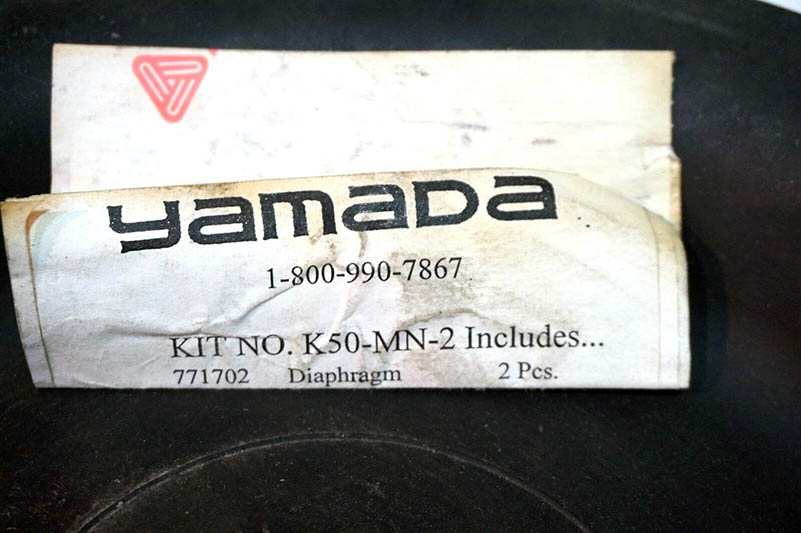 yamada
1-800-990-7867
KIT NO. K50-MN-2 Includes...
771702 Diaphragm 2 Pcs.